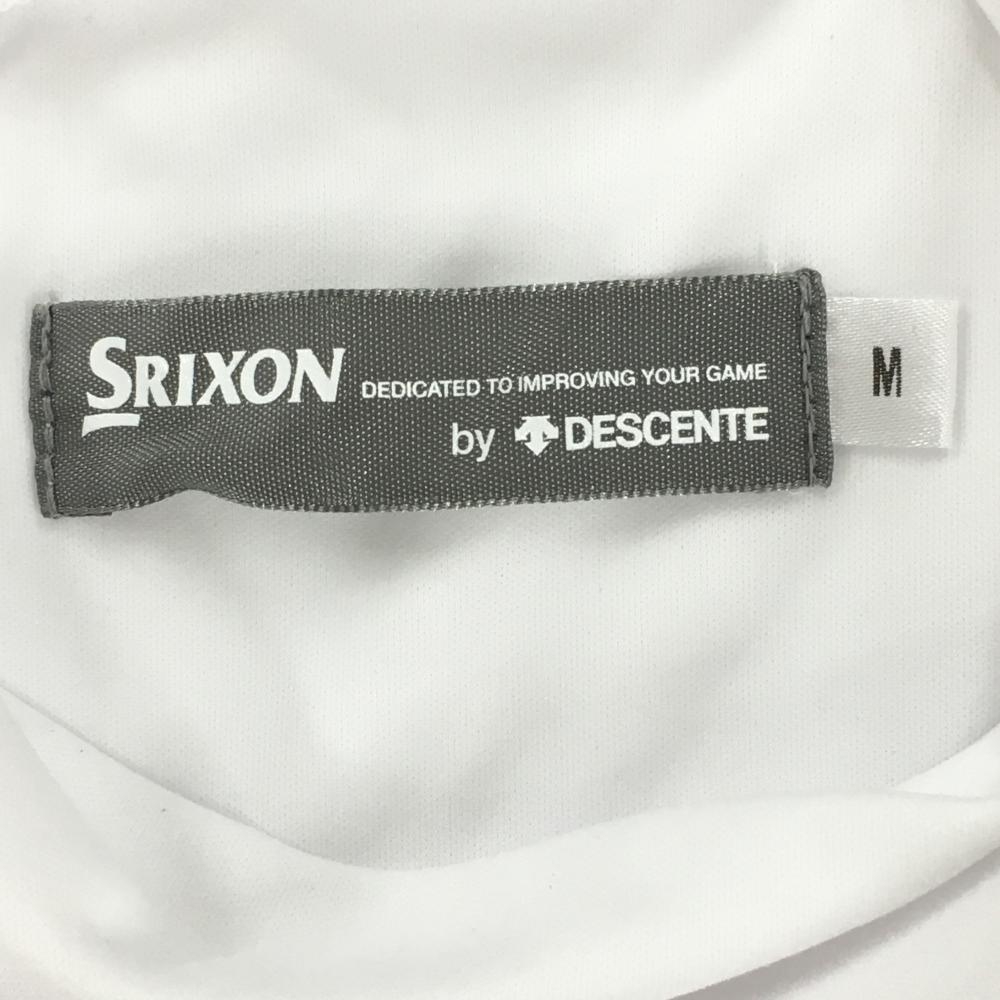 SRIXON DEDICATED TO IMPROVING YOUR GAME
by DESCENTE
M